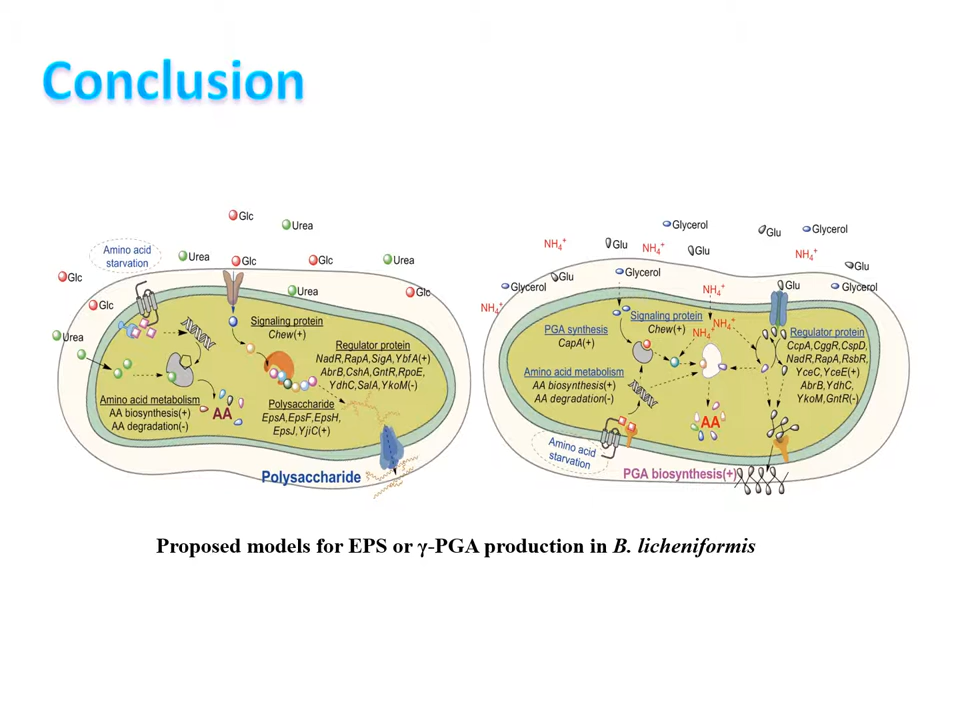 Conclusion
Glc
Urea
Amino acid
starvation
Urea
Glc
Glc
Urea
Glc
Glc
Urea
Glc
Urea
Signaling protein
Chew(+)
Regulator protein
NadR,RapA,SigA,YbfA(+)
AbrB,CshA,GntR,RpoE,
YdhC,SalA,YkoM(-)
Amino acid metabolism
AA biosynthesis(+)
AA degradation(-)
AA
Polysaccharide
EpsA,EpsF,EpsH,
EpsJ,YjiC(+)
Polysaccharide
Glycerol
Glu
Glycerol
NH4+
Glu
NH4+
Glu
NH4+
Glycerol
Glu
Glu
Glycerol
NH4+
Glu
Glycerol
NH4+
Signaling protein
Chew(+)
NH4+
NH4+
PGA synthesis
CapA(+)
Regulator protein
CcpA,CggR,CspD,
NadR,RapA,RsbR,
YceC,YceE(+)
AbrB,YdhC,
YkoM,GntR(-)
Amino acid metabolism
AA biosynthesis(+)
AA degradation(-)
AA
Amino acid
starvation
PGA biosynthesis(+)
Proposed models for EPS or γ-PGA production in B. licheniformis